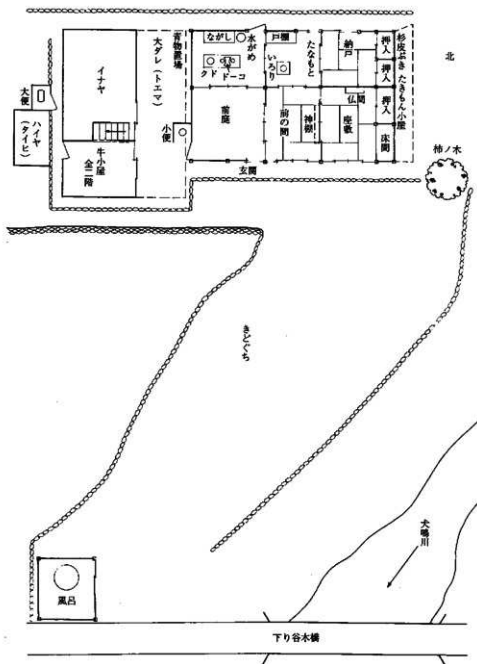 北
杉皮ぶき たきもん小屋
押入
押入
押入
床間
納戸
仏間
座敷
神棚
前の間
たなもと
戸棚
いろり
水がめ
ながし
クド
ドーコ
玄関
青物置場
大ダレ(トエマ)
小便
イナヤ
牛小屋
全二階
大便
ハイヤ
(タイヒ)
柿ノ木
きどぐち
犬鳴川
風呂
下り谷木橋